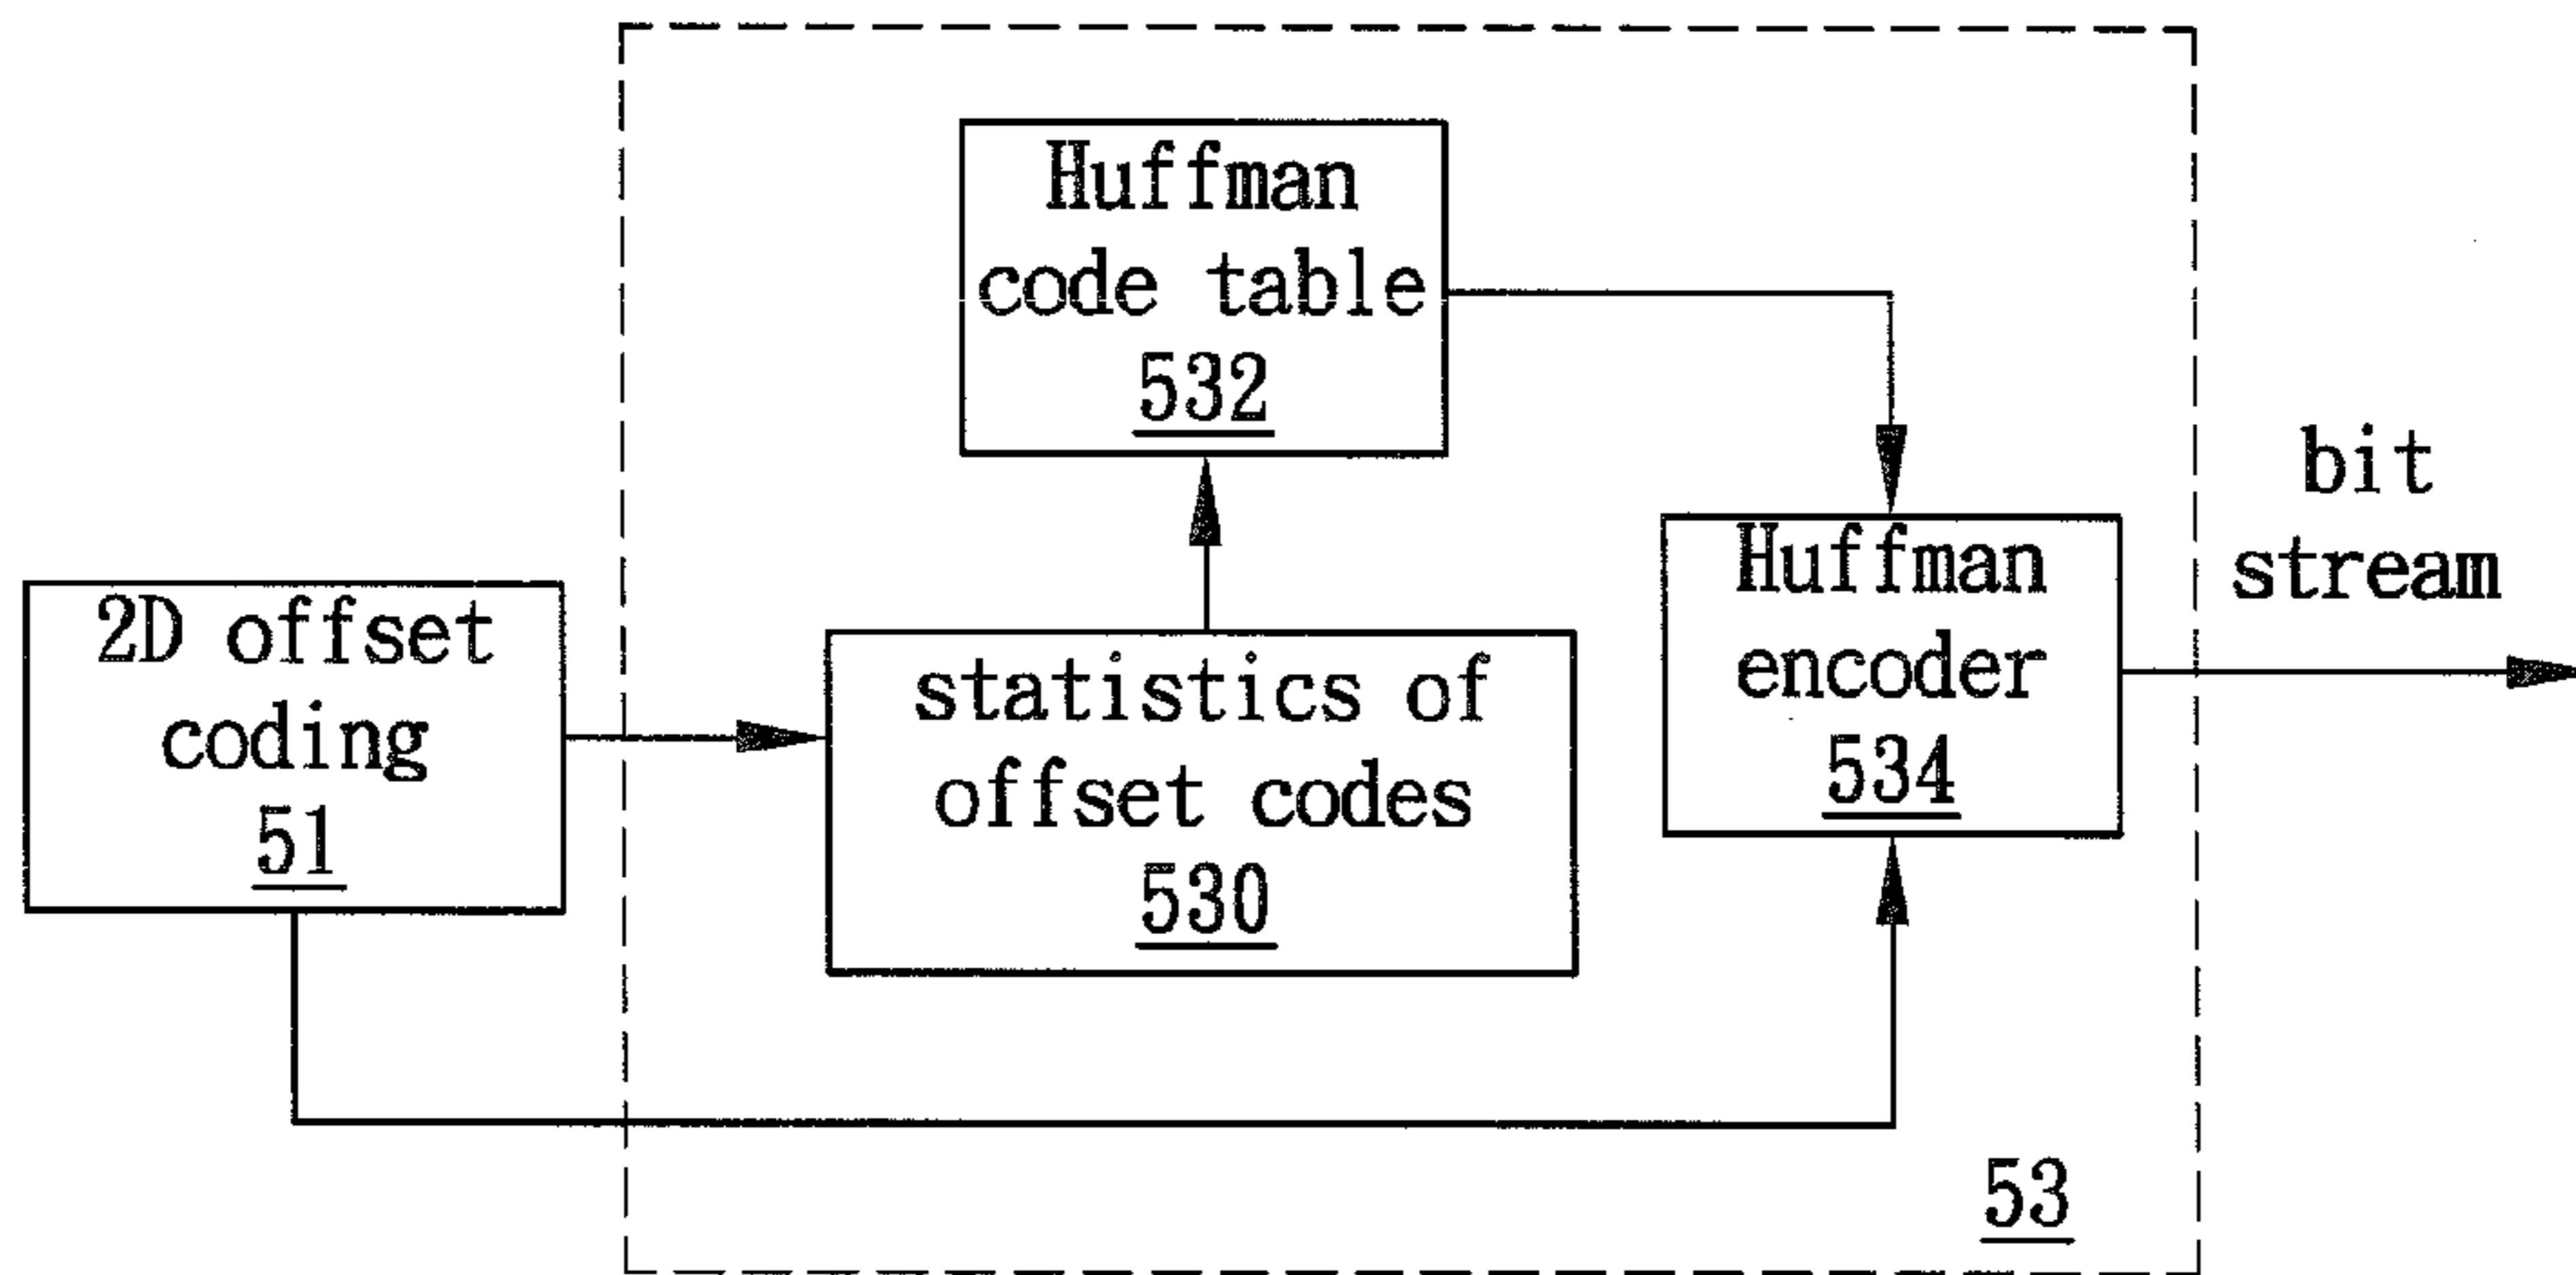 Huffman
code table
532
2D offset
coding
51
statistics of
offset codes
530
Huffman
encoder
534
bit
stream
53